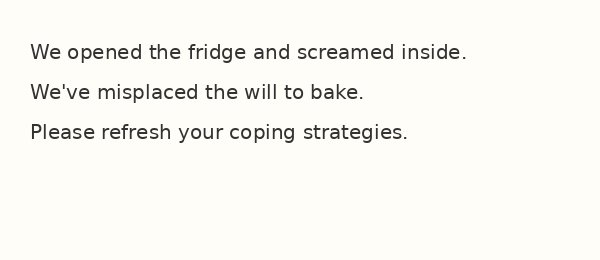 We opened the fridge and screamed inside.
We've misplaced the will to bake.
Please refresh your coping strategies.